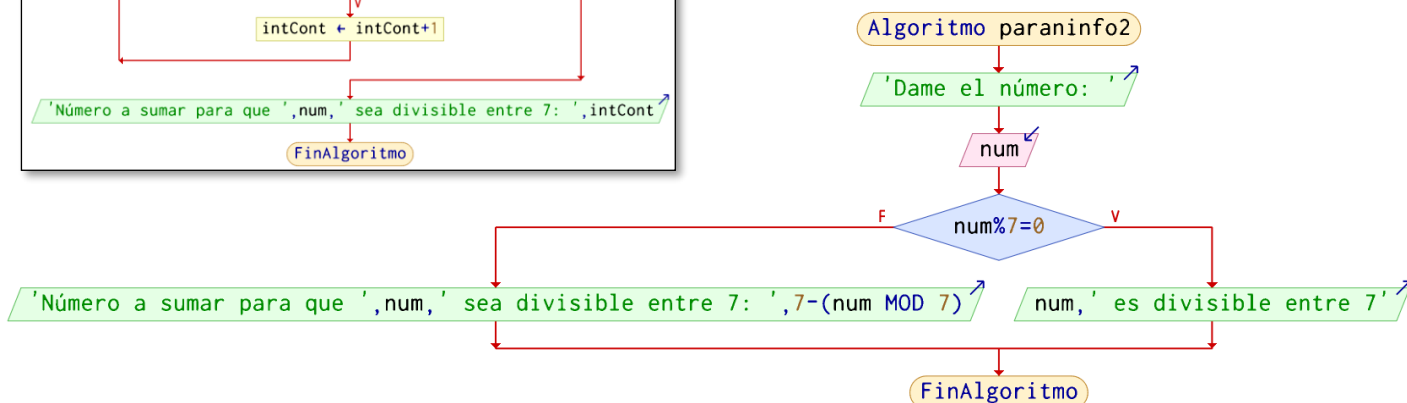 V
intCont ← intCont+1
'Número a sumar para que ',num,' sea divisible entre 7: ',intCont
FinAlgoritmo
Algoritmo paraninfo2
'Dame el número: '
num
F
num%7=0
V
'Número a sumar para que ',num,' sea divisible entre 7: ',7-(num MOD 7)
num,' es divisible entre 7'
FinAlgoritmo